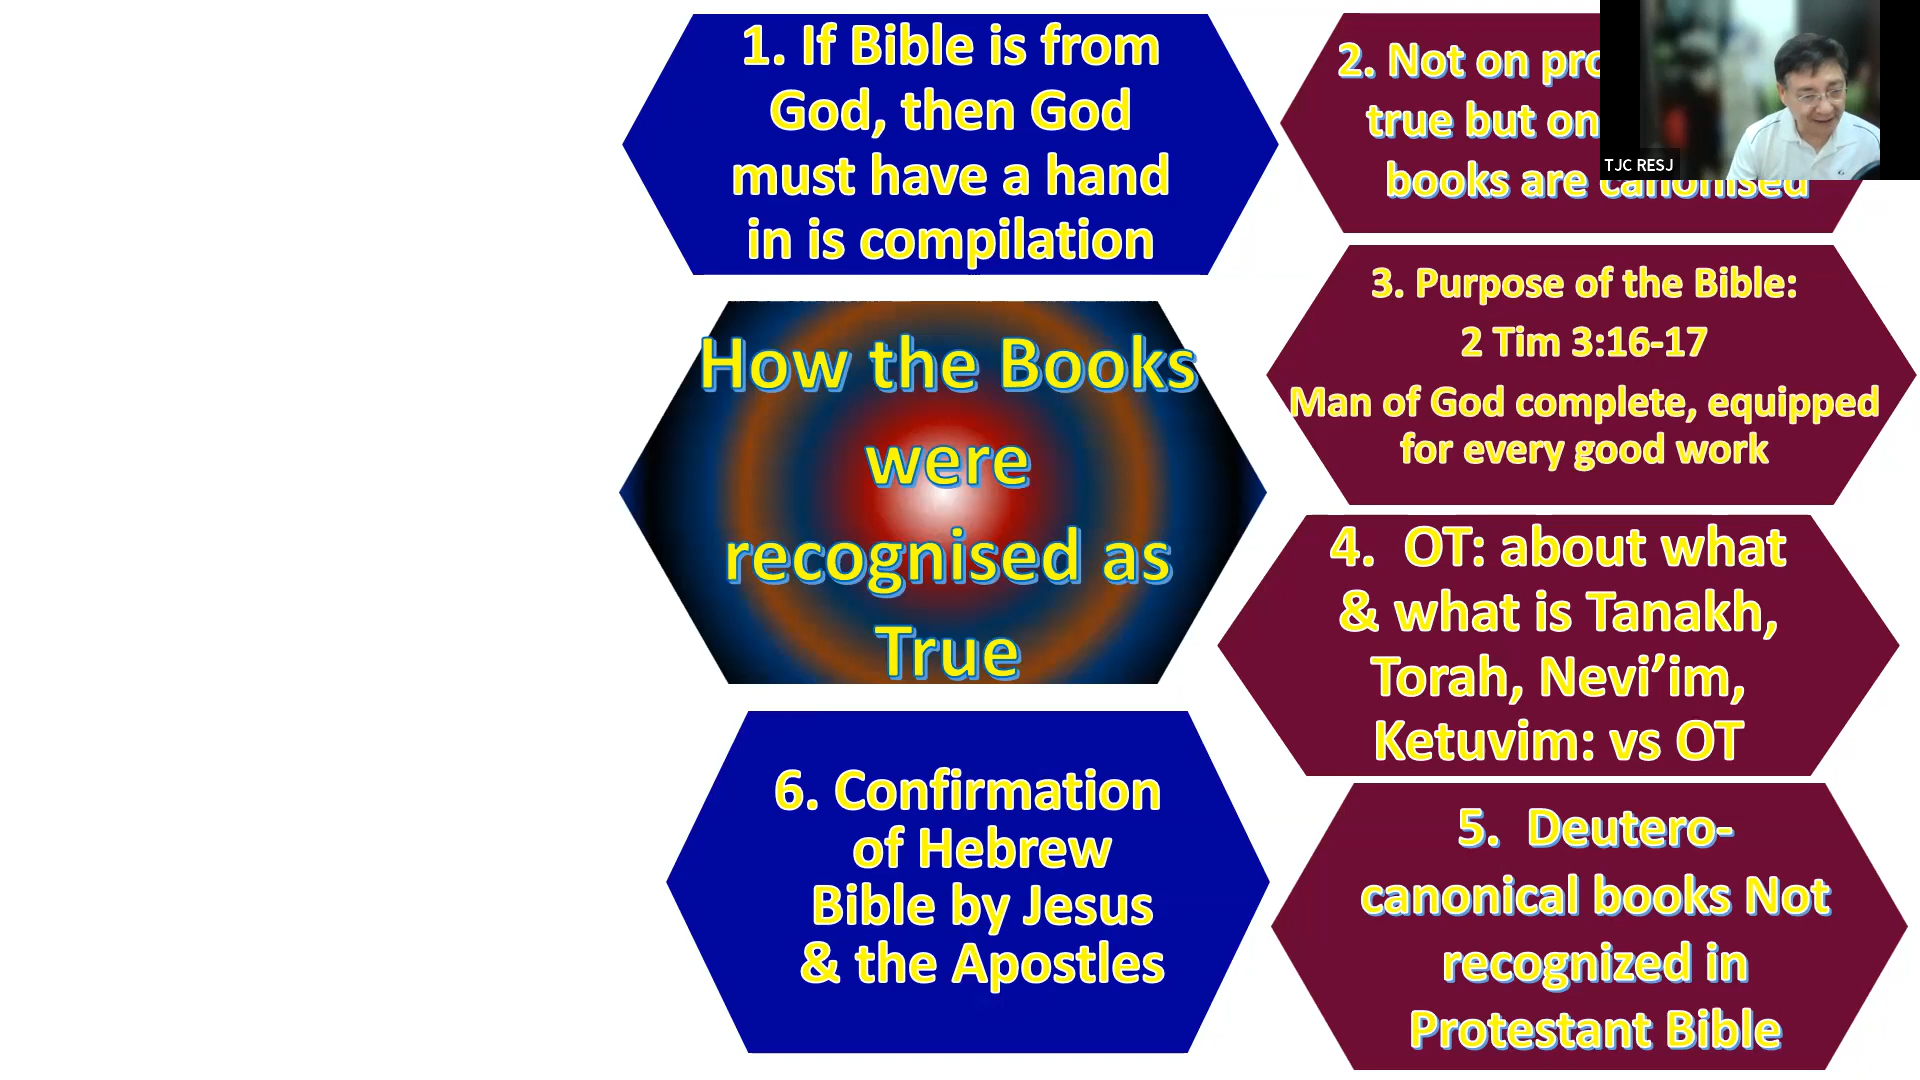 1. If Bible is from
God, then God
must have a hand
in is compilation
2. Not on
true but on
books are canonised
TJC RESJ
3. Purpose of the Bible:
2 Tim 3:16-17
Man of God complete, equipped
for every good work
How the Books
were
recognised as
True
4. OT: about what
& what is Tanakh,
Torah, Nevi’im,
Ketuvim: vs OT
5. Deutero-
canonical books Not
recognized in
Protestant Bible
6. Confirmation
of Hebrew
Bible by Jesus
& the Apostles